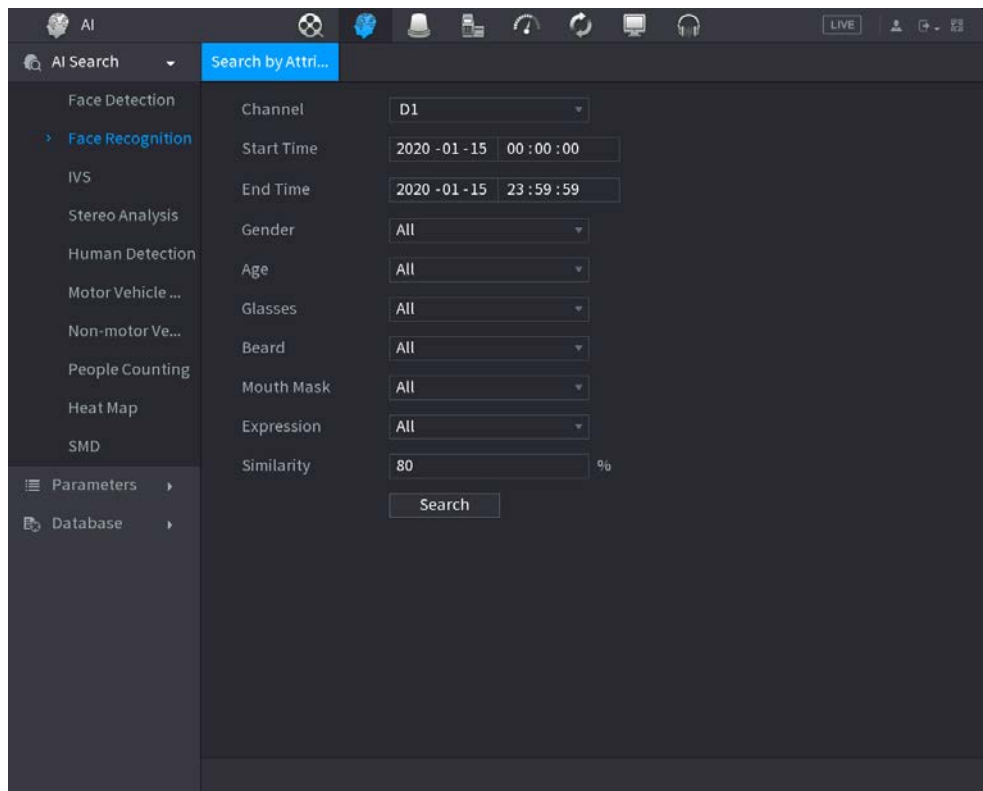 AI
LIVE
AI Search
Search by Attri...
Face Detection
Face Recognition
IVS
Stereo Analysis
Human Detection
Motor Vehicle ...
Non-motor Ve...
People Counting
Heat Map
SMD
Parameters
Database
Channel D1
Start Time 2020 -01 -15 00 : 00 : 00
End Time 2020 -01 -15 23 : 59 : 59
Gender All
Age All
Glasses All
Beard All
Mouth Mask All
Expression All
Similarity 80 %
Search